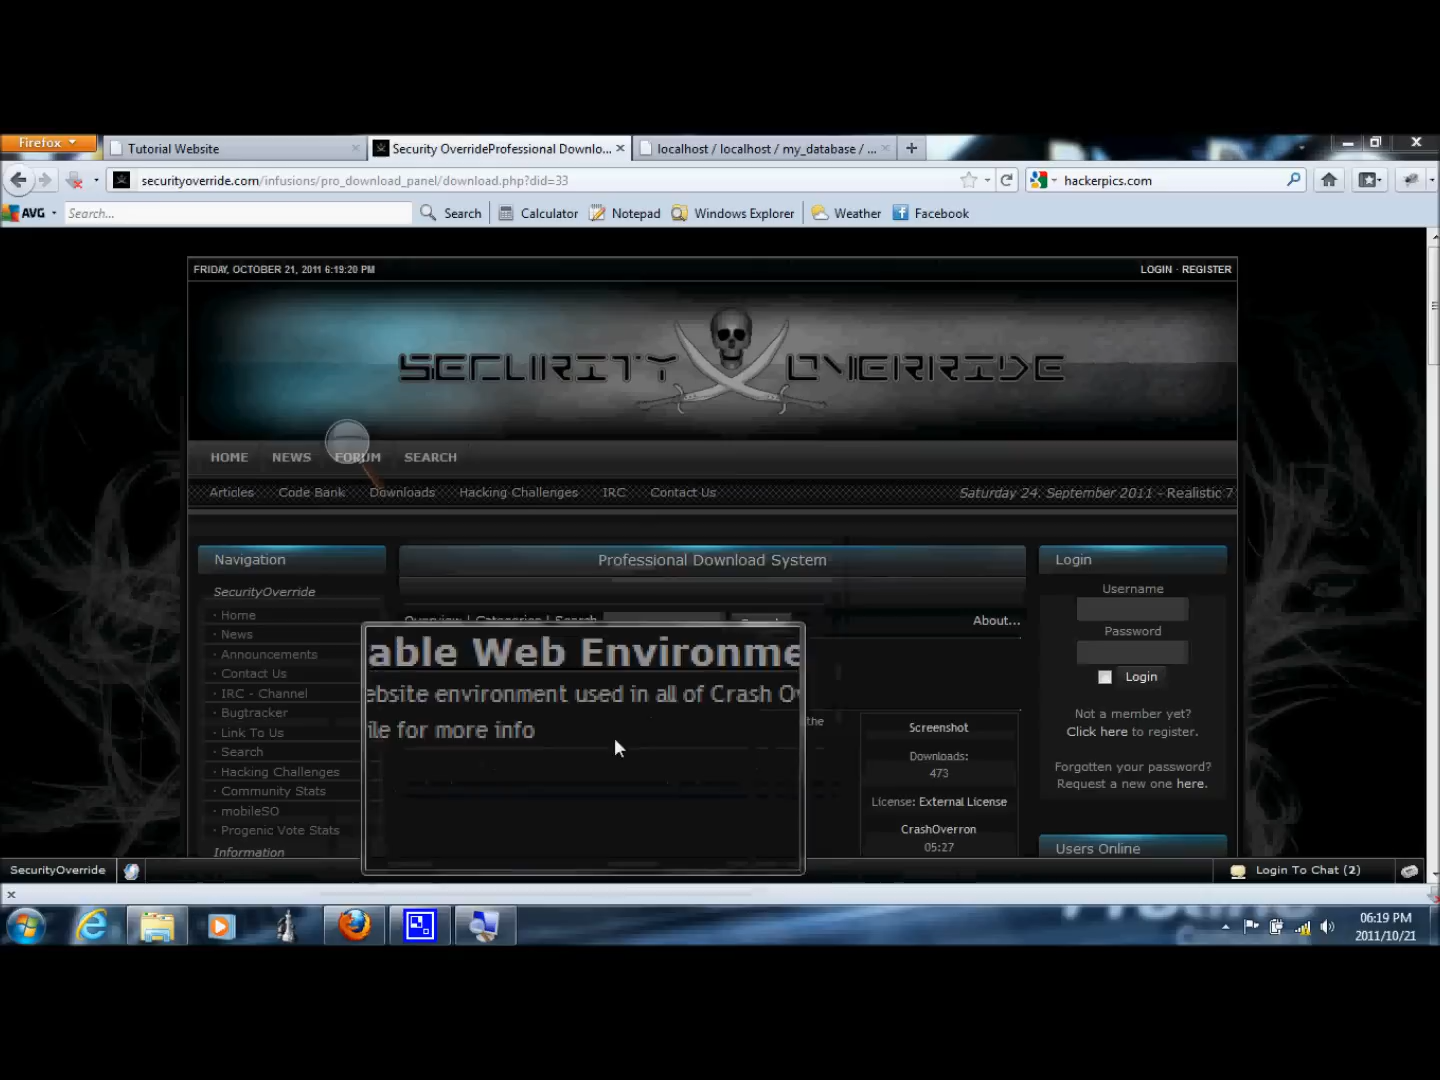 Firefox
Tutorial Website
Security OverrideProfessional Downlo...
localhost / localhost / my_database / ...
securityoverride.com/infusions/pro_download_panel/download.php?did=33
hackerpics.com
AVG
Search...
Search
Calculator
Notepad
Windows Explorer
Weather
Facebook
FRIDAY, OCTOBER 21, 2011 6:19:20 PM
LOGIN · REGISTER
SECURITY OVERRIDE
HOME NEWS FORUM SEARCH
Articles Code Bank Downloads Hacking Challenges IRC Contact Us
Saturday 24. September 2011 - Realistic 7
Navigation
SecurityOverride
· Home
· News
· Announcements
· Contact Us
· IRC - Channel
· Bugtracker
· Link To Us
· Search
· Hacking Challenges
· Community Stats
· mobileSO
· Progenic Vote Stats
Information
Professional Download System
Overview | Categories | Search
About...
able Web Environme
ebsite environment used in all of Crash Ov
ile for more info
the
Screenshot
Downloads:
473
License: External License
CrashOverron
05:27
Login
Username
Password
Login
Not a member yet?
Click here to register.
Forgotten your password?
Request a new one here.
Users Online
SecurityOverride
Login To Chat (2)
06:19 PM
2011/10/21